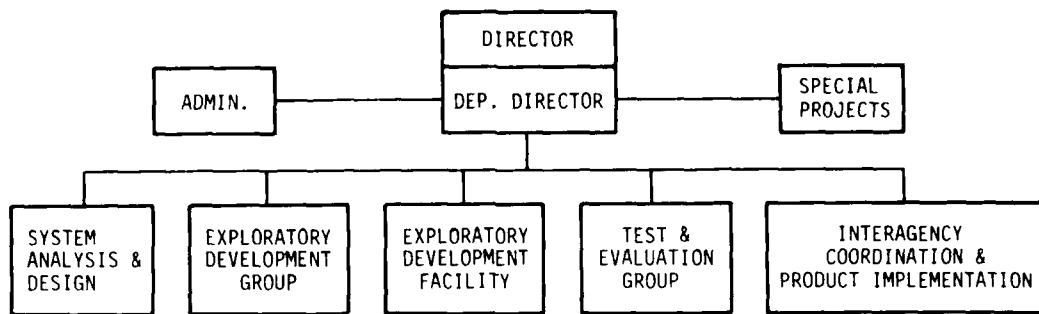 DIRECTOR
ADMIN.
DEP. DIRECTOR
SPECIAL
PROJECTS
SYSTEM
ANALYSIS &
DESIGN
EXPLORATORY
DEVELOPMENT
GROUP
EXPLORATORY
DEVELOPMENT
FACILITY
TEST &
EVALUATION
GROUP
INTERAGENCY
COORDINATION &
PRODUCT IMPLEMENTATION